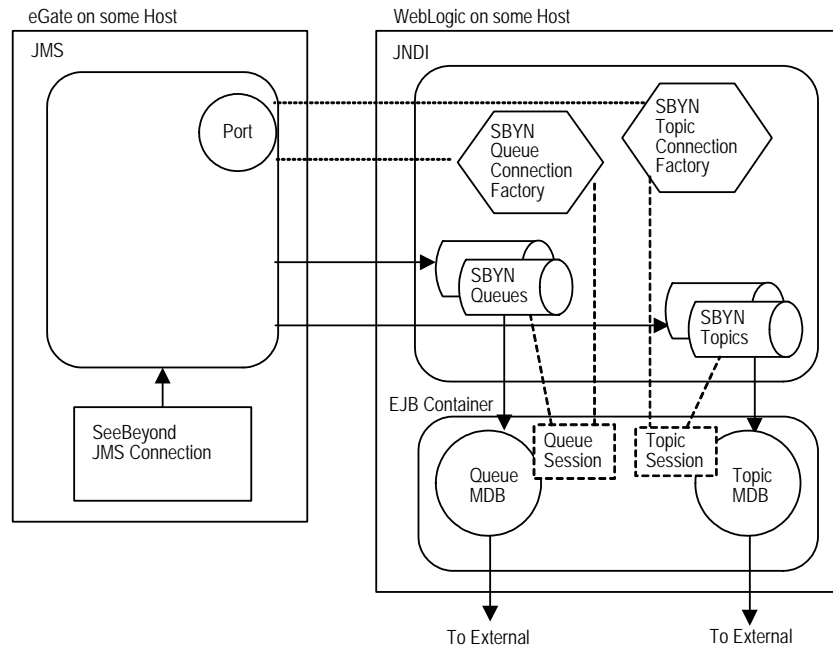 eGate on some Host
WebLogic on some Host
JMS
JNDI
Port
SBYN
Queue
Connection
Factory
SBYN
Topic
Connection
Factory
SBYN
Queues
SBYN
Topics
SeeBeyond
JMS Connection
EJB Container
Queue
MDB
Queue
Session
Topic
Session
Topic
MDB
To External
To External